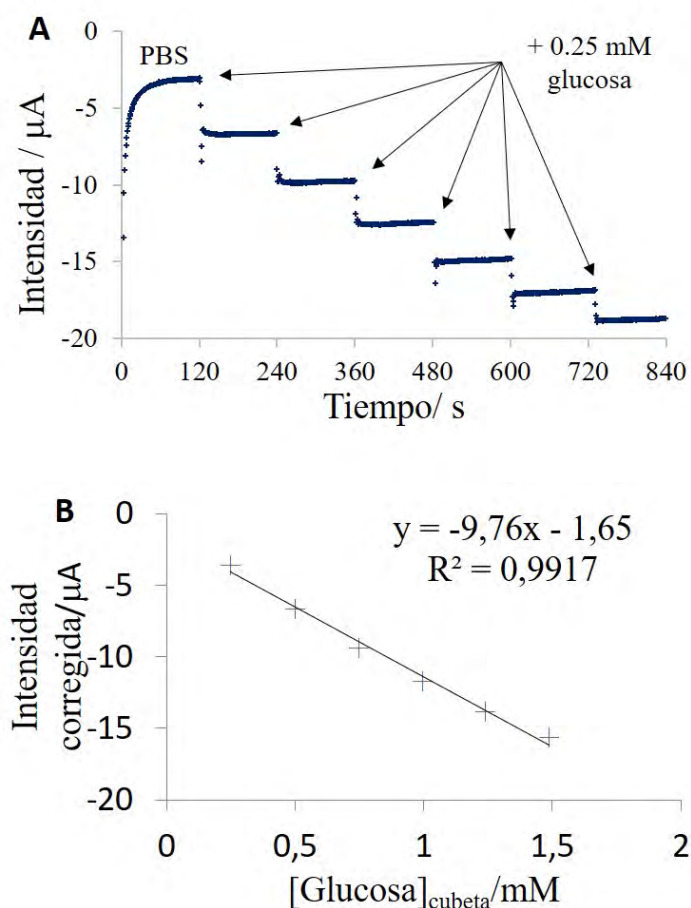 A
PBS
+ 0.25 mM
glucosa
Intensidad / µA
0
-5
-10
-15
-20
0 120 240 360 480 600 720 840
Tiempo/ s
B
y = -9,76x - 1,65
R² = 0,9917
Intensidad
corregida/µA
0
-5
-10
-15
-20
0 0,5 1 1,5 2
[Glucosa]cubeta/mM